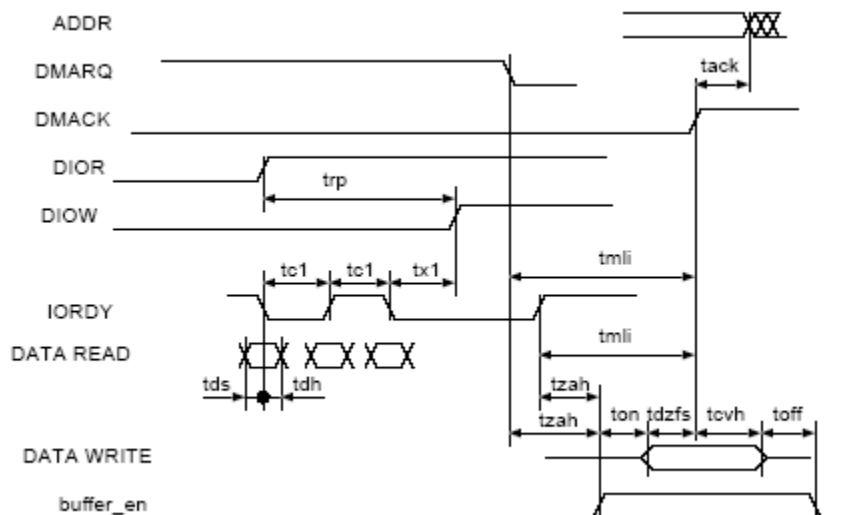 ADDR
DMARQ
tack
DMACK
DIOR
trp
DIOW
tmli
tc1 tc1 tx1
IORDY
tmli
DATA READ
tds tdh
tzah
tzah ton tdzfs tcvh toff
DATA WRITE
buffer_en